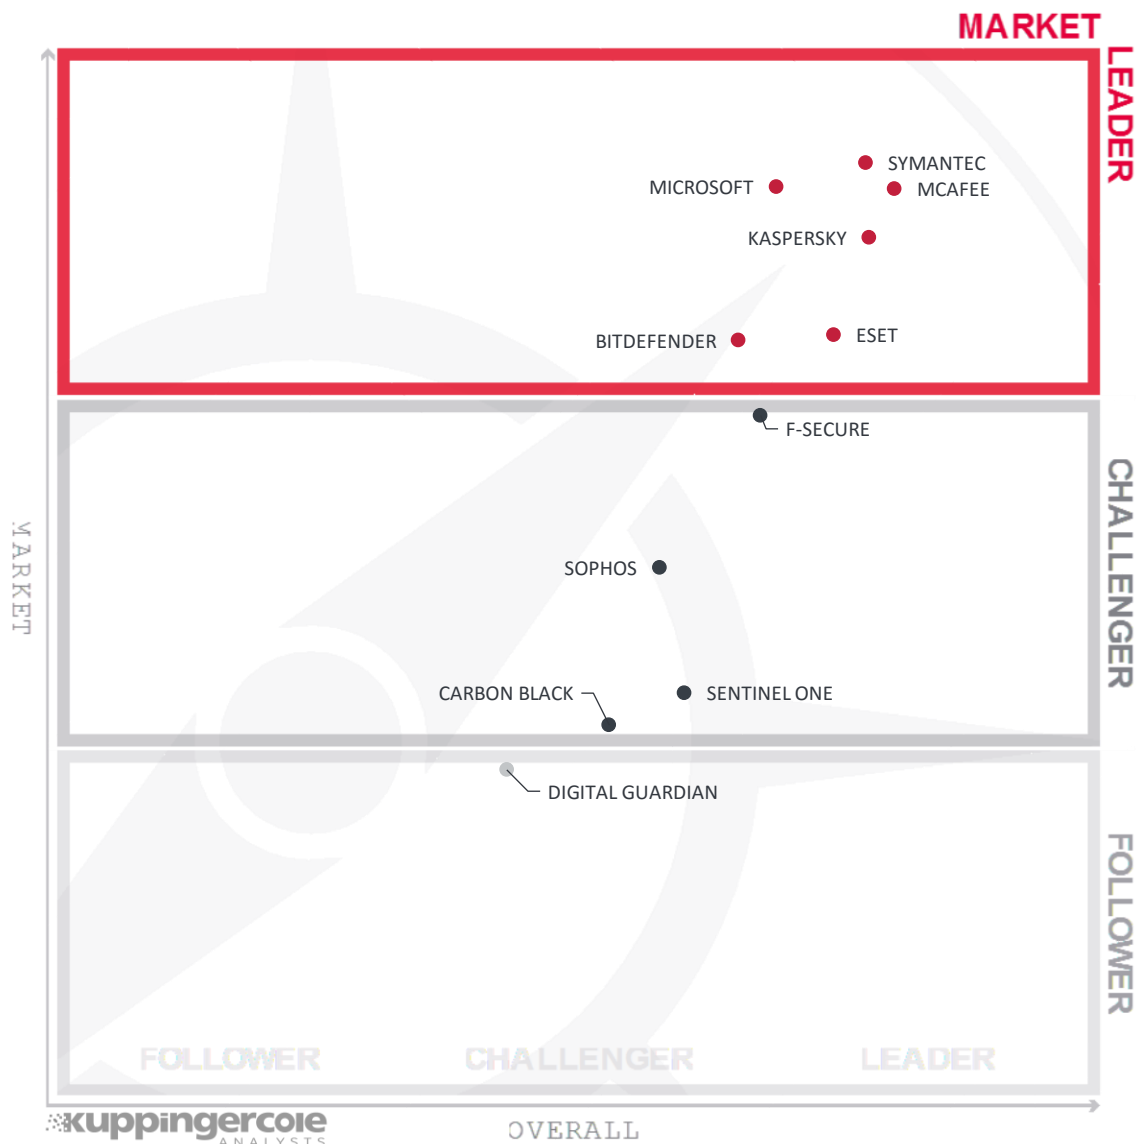 MARKET
LEADER
SYMANTEC
MICROSOFT
MCAFEE
KASPERSKY
BITDEFENDER
ESET
F-SECURE
CHALLENGER
MARKET
SOPHOS
CARBON BLACK
SENTINEL ONE
DIGITAL GUARDIAN
FOLLOWER
FOLLOWER CHALLENGER LEADER
kuppingercole
ANALYSTS
OVERALL